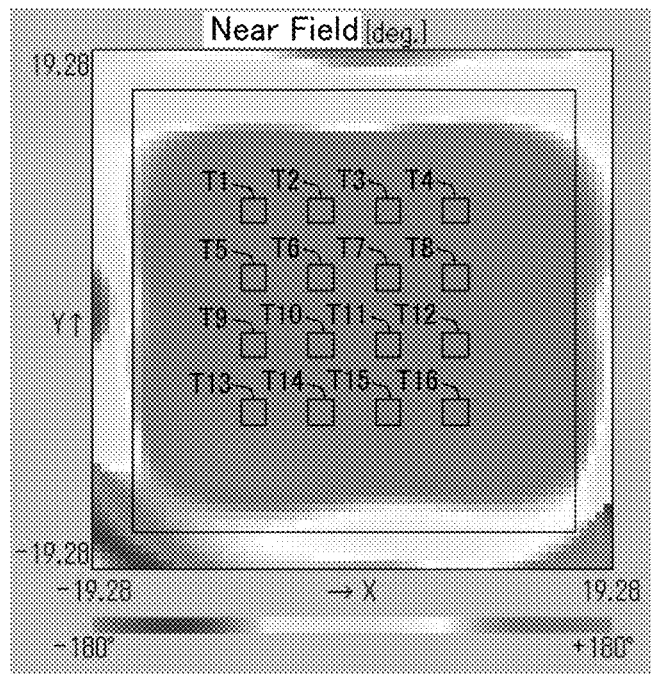 Near Field [deg.]
19.28
T1 T2 T3 T4
T5 T6 T7 T8
Y↑
T9 T10 T11 T12
T13 T14 T15 T16
-19.28
-19.28 → X 19.28
-180° +180°